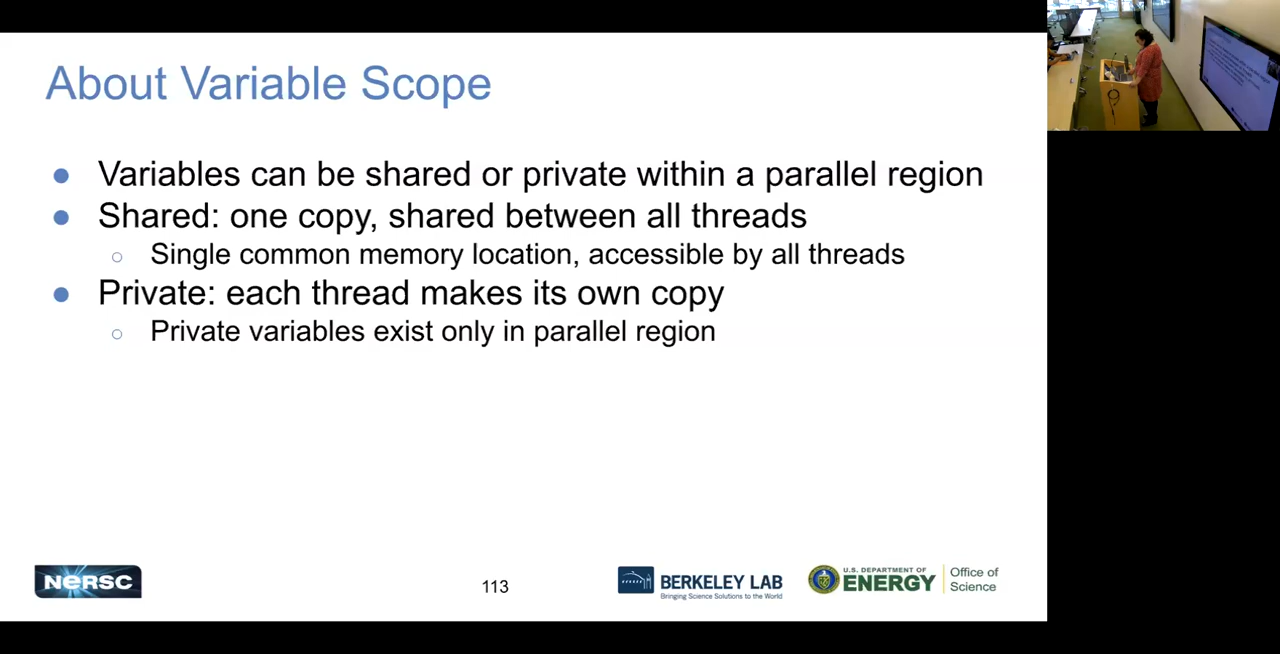 About Variable Scope
● Variables can be shared or private within a parallel region
● Shared: one copy, shared between all threads
○ Single common memory location, accessible by all threads
● Private: each thread makes its own copy
○ Private variables exist only in parallel region
NERSC
113
BERKELEY LAB
Bringing Science Solutions to the World
U.S. DEPARTMENT OF
ENERGY
Office of
Science